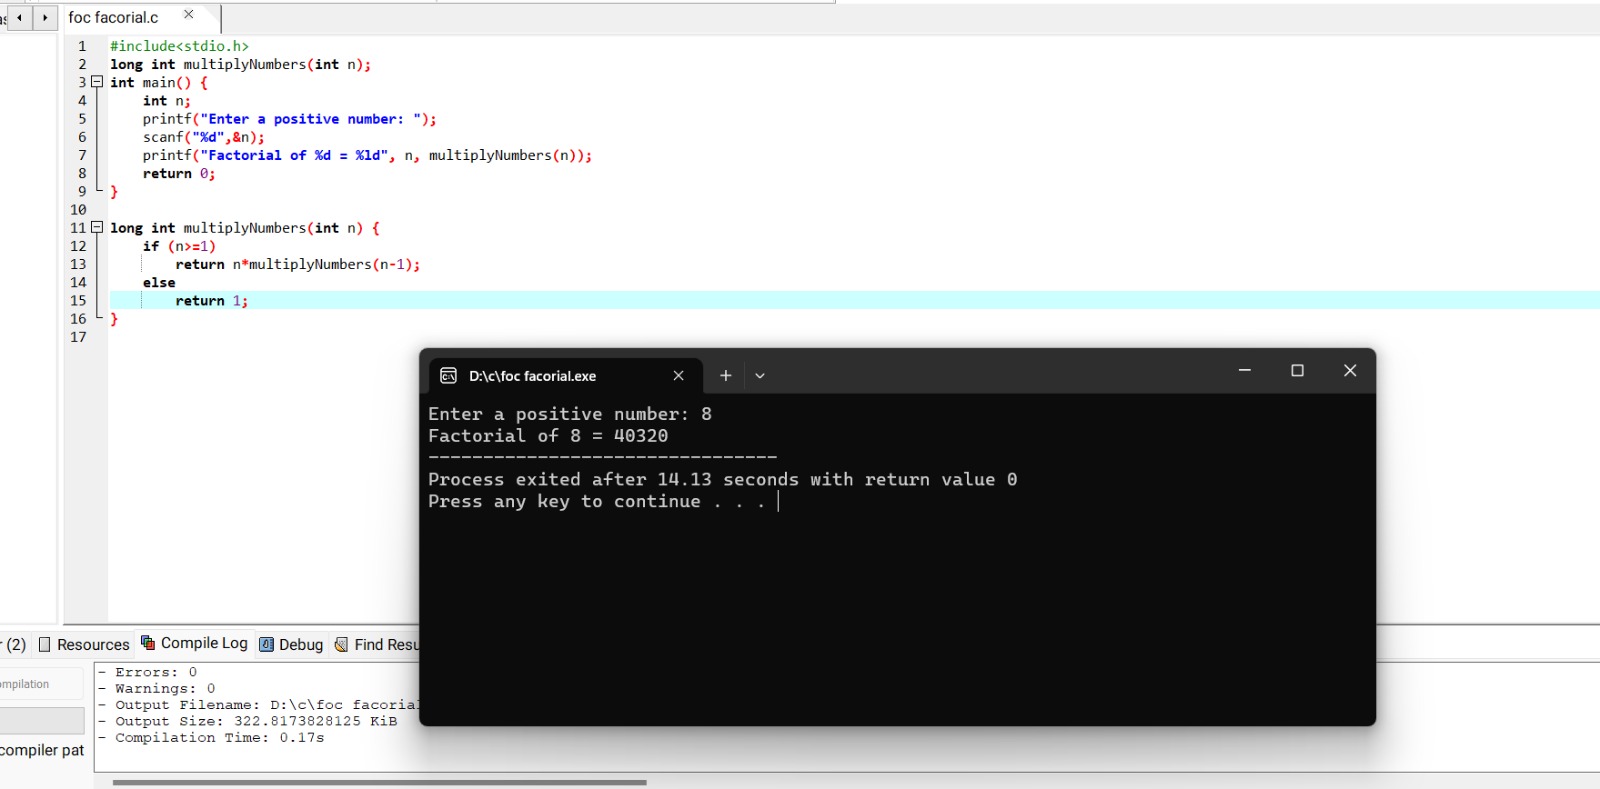 foc facorial.c
1 #include<stdio.h>
2 long int multiplyNumbers(int n);
3 int main() {
4 int n;
5 printf("Enter a positive number: ");
6 scanf("%d",&n);
7 printf("Factorial of %d = %ld", n, multiplyNumbers(n));
8 return 0;
9 }
10
11 long int multiplyNumbers(int n) {
12 if (n>=1)
13 return n*multiplyNumbers(n-1);
14 else
15 return 1;
16 }
17
D:\c\foc facorial.exe
Enter a positive number: 8
Factorial of 8 = 40320
--------------------------------
Process exited after 14.13 seconds with return value 0
Press any key to continue . . .
(2) Resources Compile Log Debug Find Resu
mpilation
compiler pat
- Errors: 0
- Warnings: 0
- Output Filename: D:\c\foc facorial
- Output Size: 322.8173828125 KiB
- Compilation Time: 0.17s